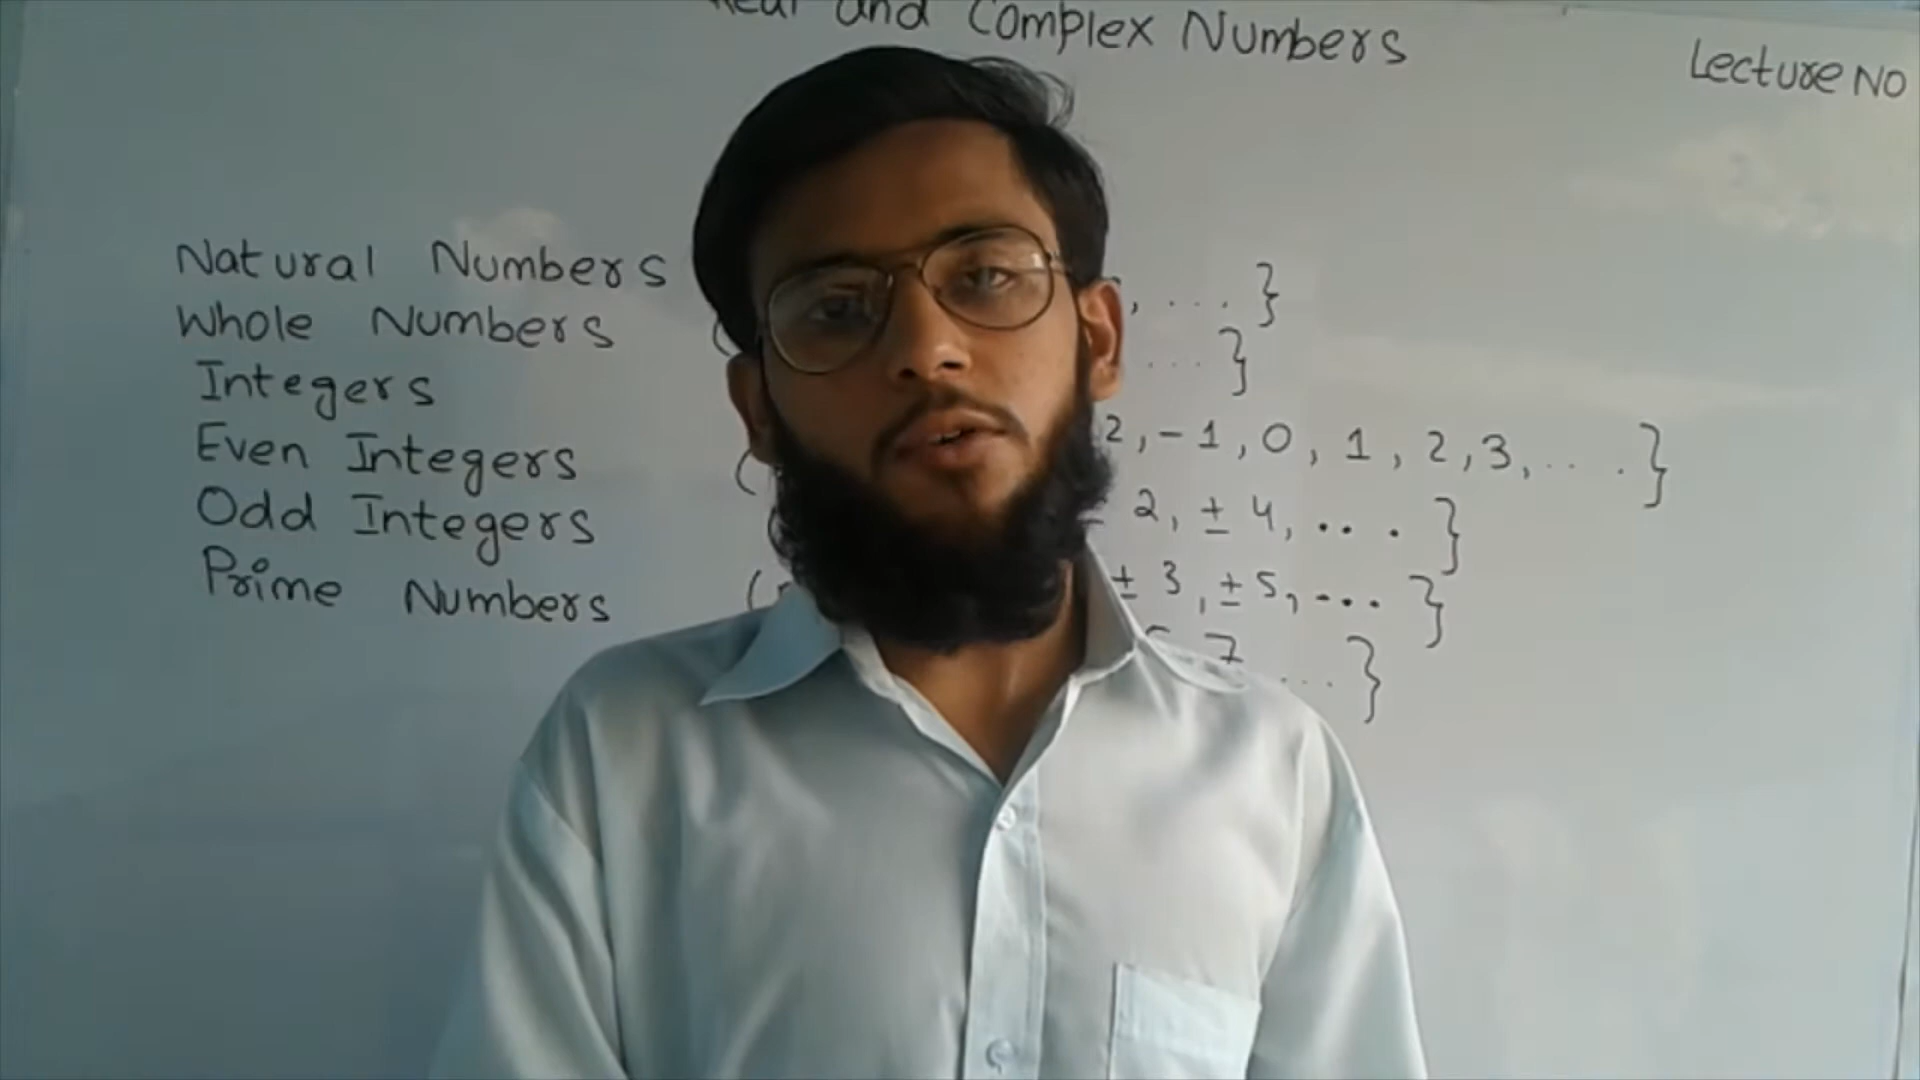 and Complex Numbers
Lecture NO
Natural Numbers , ... }
Whole Numbers ( ... }
Integers 2, -1, 0, 1, 2, 3, ... }
Even Integers ( 2, ± 4, ... }
Odd Integers ( ± 3, ± 5, ... }
Prime Numbers ( 7 ... }